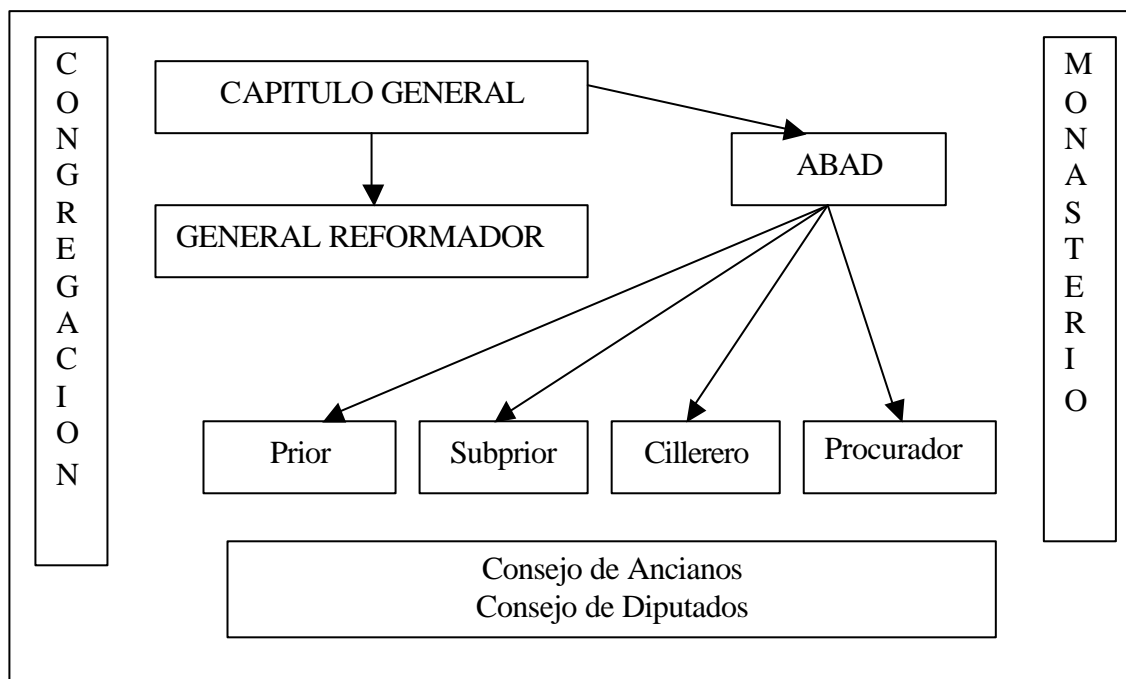 CONGREGACION
CAPITULO GENERAL
ABAD
GENERAL REFORMADOR
Prior
Subprior
Cillerero
Procurador
Consejo de Ancianos
Consejo de Diputados
MONASTERIO